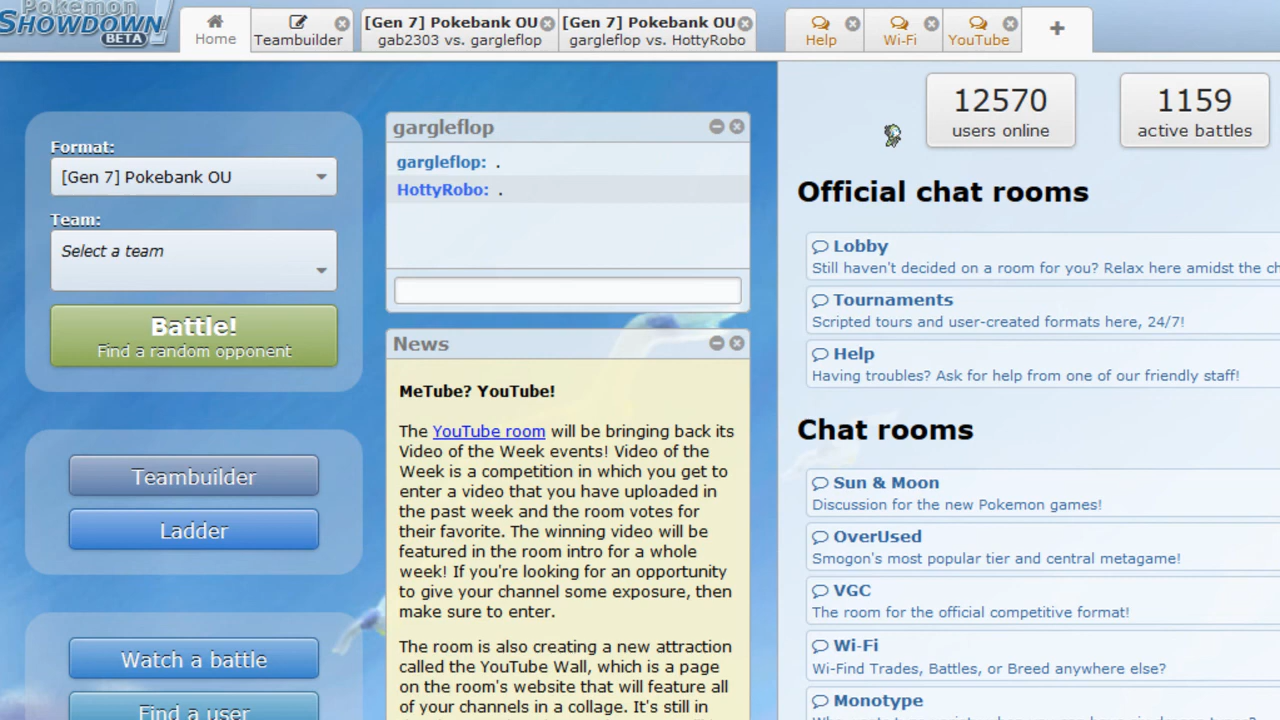 Pokémon
SHOWDOWN!
BETA
Home
Teambuilder
[Gen 7] Pokebank OU
gab2303 vs. gargleflop
[Gen 7] Pokebank OU
gargleflop vs. HottyRobo
Help
Wi-Fi
YouTube
Format:
[Gen 7] Pokebank OU
Team:
Select a team
Battle!
Find a random opponent
Teambuilder
Ladder
Watch a battle
Find a user
gargleflop
gargleflop: .
HottyRobo: .
News
MeTube? YouTube!
The YouTube room will be bringing back its
Video of the Week events! Video of the
Week is a competition in which you get to
enter a video that you have uploaded in
the past week and the room votes for
their favorite. The winning video will be
featured in the room intro for a whole
week! If you're looking for an opportunity
to give your channel some exposure, then
make sure to enter.
The room is also creating a new attraction
called the YouTube Wall, which is a page
on the room's website that will feature all
of your channels in a collage. It's still in
12570
users online
1159
active battles
Official chat rooms
Lobby
Still haven't decided on a room for you? Relax here amidst the
Tournaments
Scripted tours and user-created formats here, 24/7!
Help
Having troubles? Ask for help from one of our friendly staff!
Chat rooms
Sun & Moon
Discussion for the new Pokemon games!
OverUsed
Smogon's most popular tier and central metagame!
VGC
The room for the official competitive format!
Wi-Fi
Wi-Find Trades, Battles, or Breed anywhere else?
Monotype